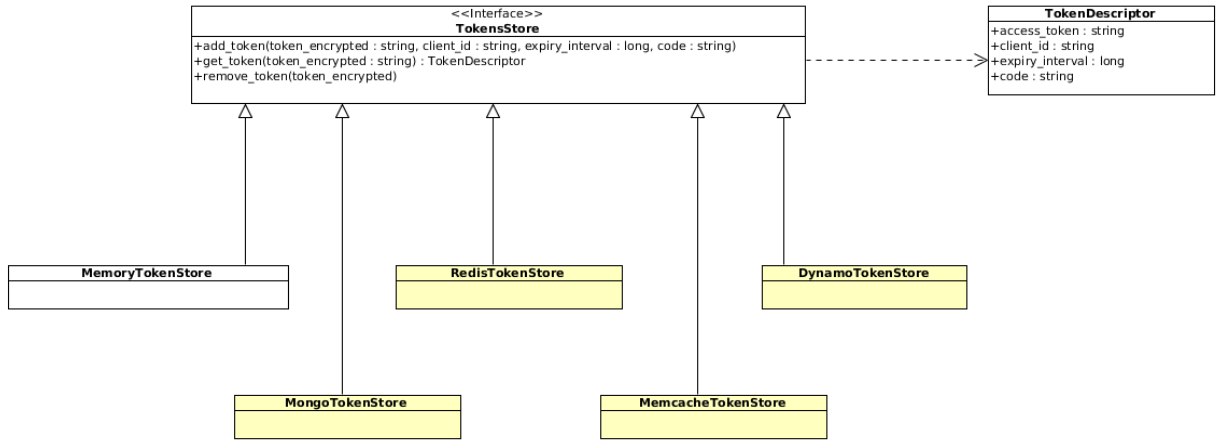 <<Interface>>
TokensStore
+add_token(token_encrypted : string, client_id : string, expiry_interval : long, code : string)
+get_token(token_encrypted : string) : TokenDescriptor
+remove_token(token_encrypted)
TokenDescriptor
+access_token : string
+client_id : string
+expiry_interval : long
+code : string
MemoryTokenStore
RedisTokenStore
DynamoTokenStore
MongoTokenStore
MemcacheTokenStore